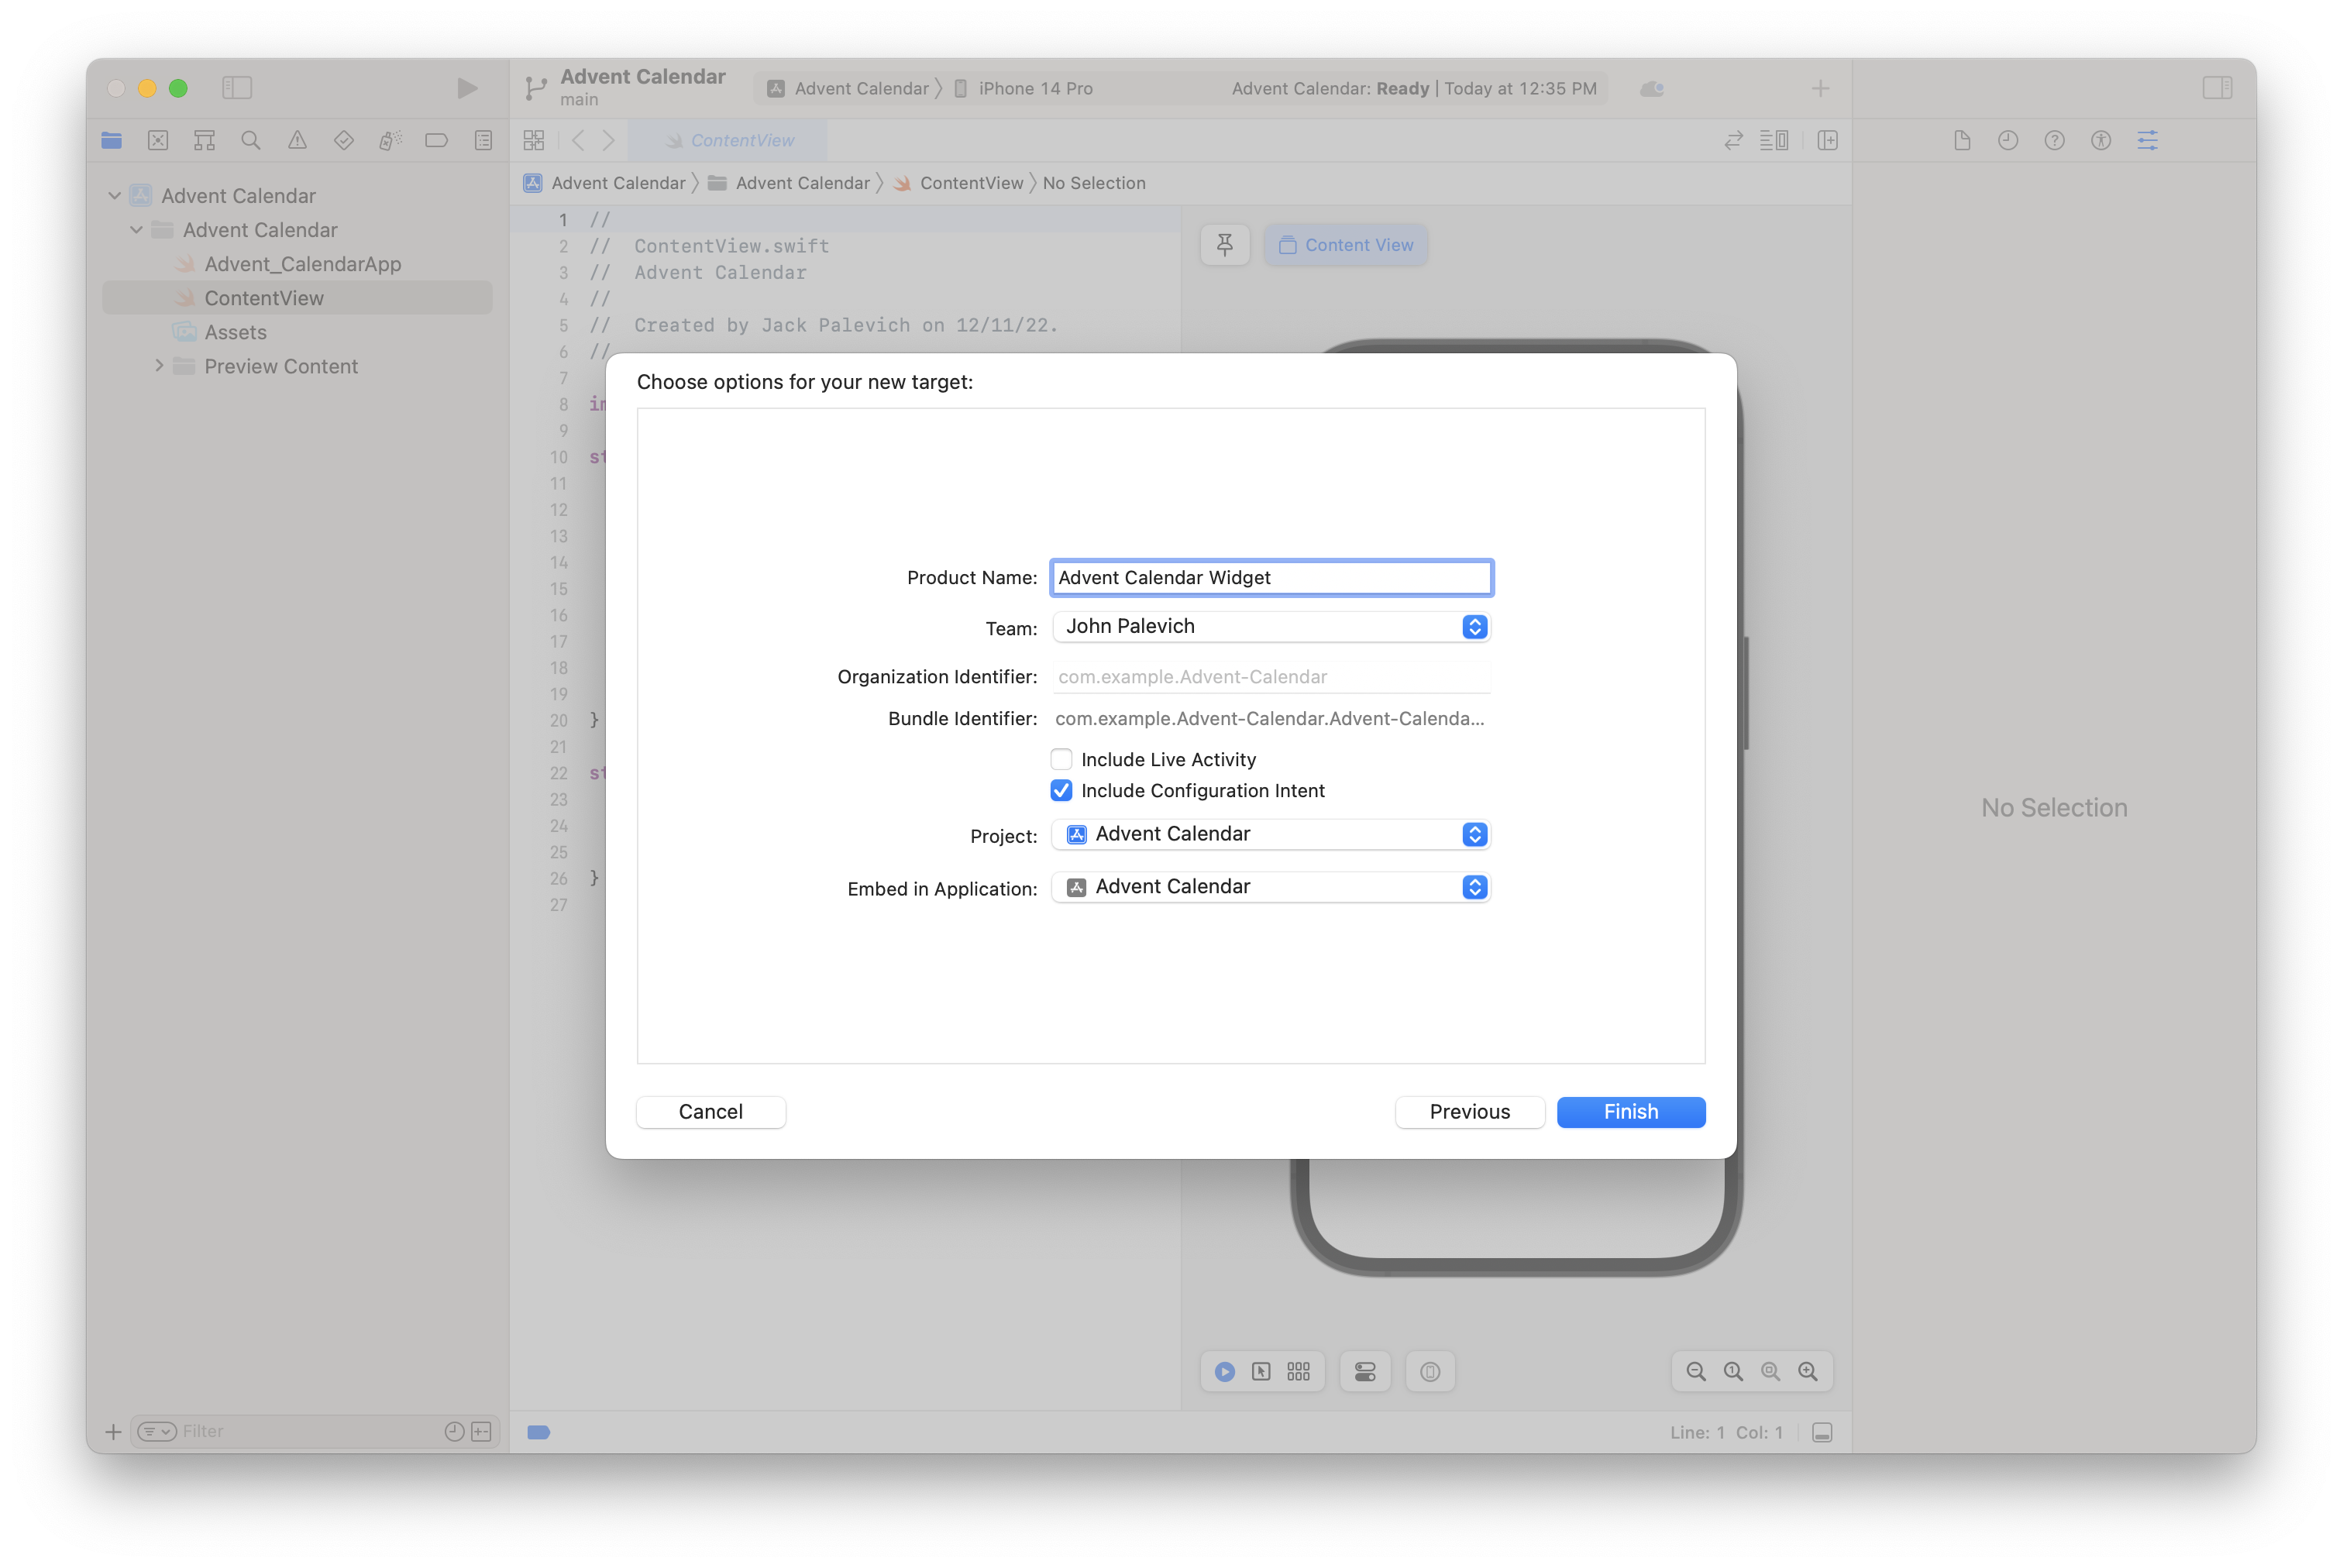 Advent Calendar
main
Advent Calendar
iPhone 14 Pro
Advent Calendar: Ready | Today at 12:35 PM
ContentView
Advent Calendar
Advent Calendar
ContentView
No Selection
Advent Calendar
Advent Calendar
Advent_CalendarApp
ContentView
Assets
Preview Content
1 //
2 // ContentView.swift
3 // Advent Calendar
4 //
5 // Created by Jack Palevich on 12/11/22.
6 //
7
8
9
10 st
11
12
13
14
15
16
17
18
19
20 }
21
22 st
23
24
25
26 }
27
Content View
Choose options for your new target:
Product Name: Advent Calendar Widget
Team: John Palevich
Organization Identifier: com.example.Advent-Calendar
Bundle Identifier: com.example.Advent-Calendar.Advent-Calenda...
Include Live Activity
Include Configuration Intent
Project: Advent Calendar
Embed in Application: Advent Calendar
Cancel
Previous
Finish
No Selection
Filter
Line: 1 Col: 1